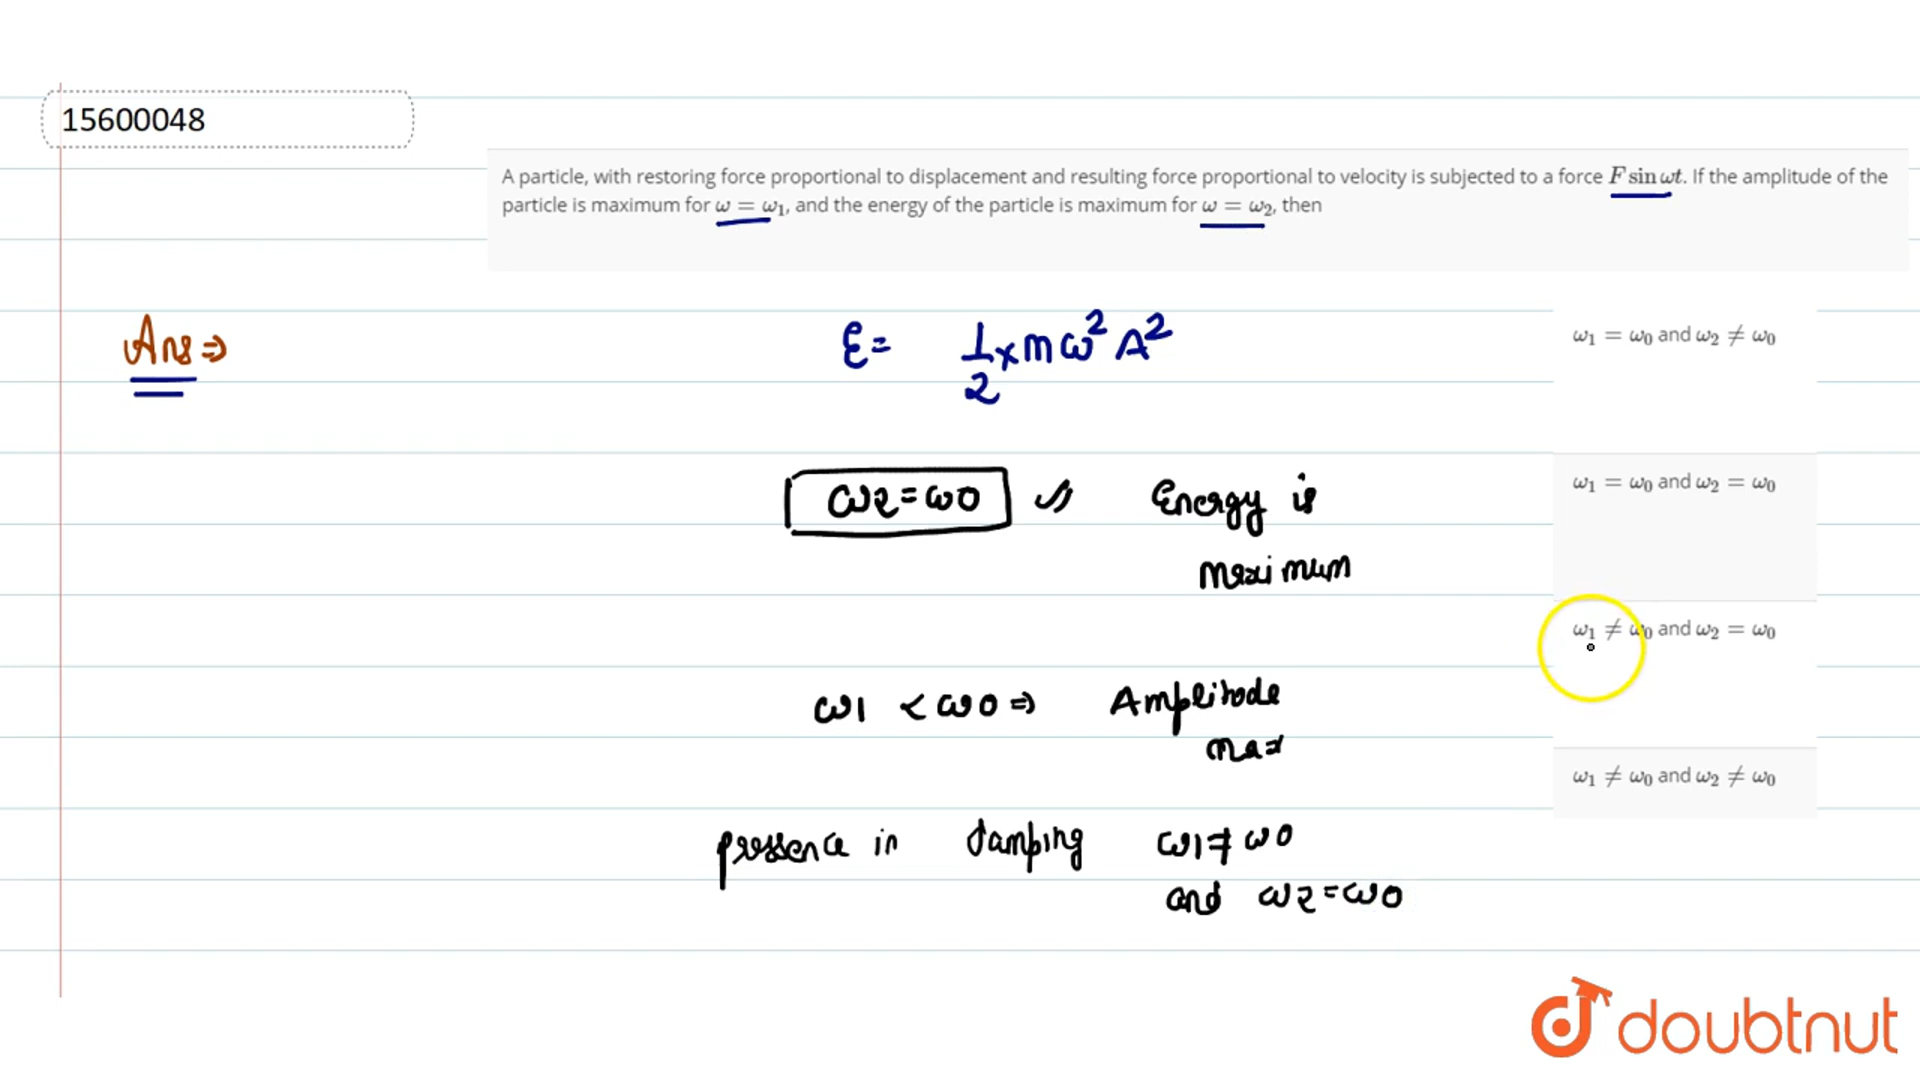 15600048
A particle, with restoring force proportional to displacement and resulting force proportional to velocity is subjected to a force F sin ωt. If the amplitude of the
particle is maximum for ω = ω₁, and the energy of the particle is maximum for ω = ω₂, then
Ans ⇒
E = 1/2 × mω² A²
ω₁ = ω₀ and ω₂ ≠ ω₀
ω2 = ω0 Energy is
maximum
ω₁ = ω₀ and ω₂ = ω₀
ω₁ ≠ ω₀ and ω₂ = ω₀
ω1 < ω0 ⇒ Amplitude
max
ω₁ ≠ ω₀ and ω₂ ≠ ω₀
pressence in damping ω1 ≠ ω0
and ω2 = ω0
doubtnut